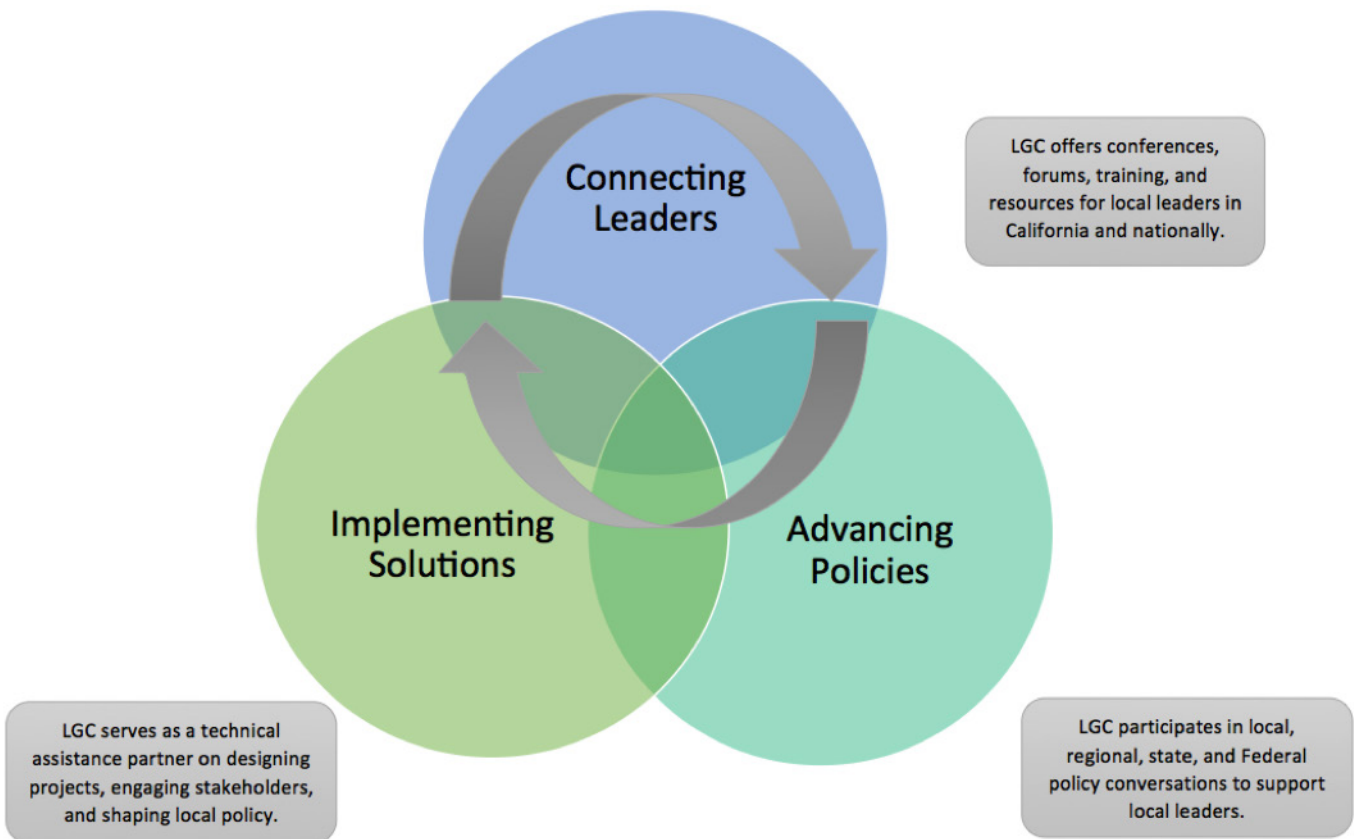 Connecting
Leaders
LGC offers conferences,
forums, training, and
resources for local leaders in
California and nationally.
Implementing
Solutions
Advancing
Policies
LGC serves as a technical
assistance partner on designing
projects, engaging stakeholders,
and shaping local policy.
LGC participates in local,
regional, state, and Federal
policy conversations to support
local leaders.